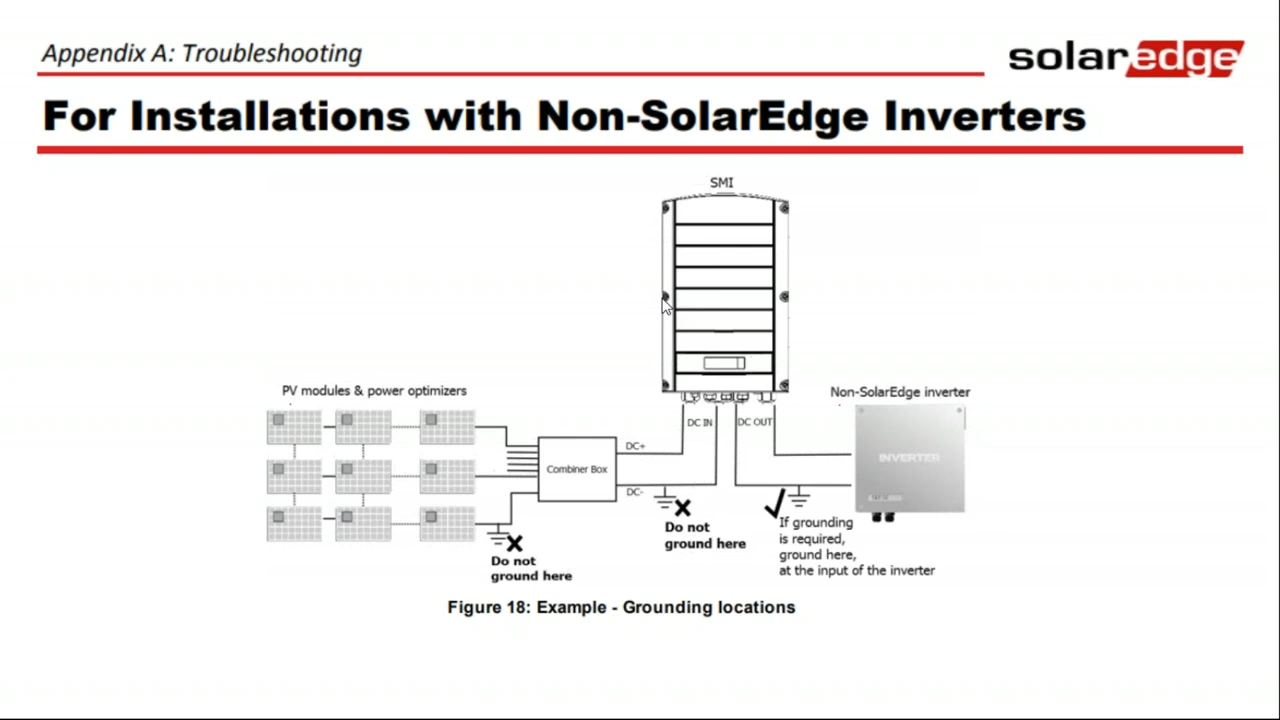 Appendix A: Troubleshooting
solaredge
For Installations with Non-SolarEdge Inverters
SMI
PV modules & power optimizers
Non-SolarEdge inverter
DC IN
DC OUT
DC+
Combiner Box
INVERTER
DC-
Do not
ground here
If grounding
is required,
ground here,
at the input of the inverter
Do not
ground here
Figure 18: Example - Grounding locations